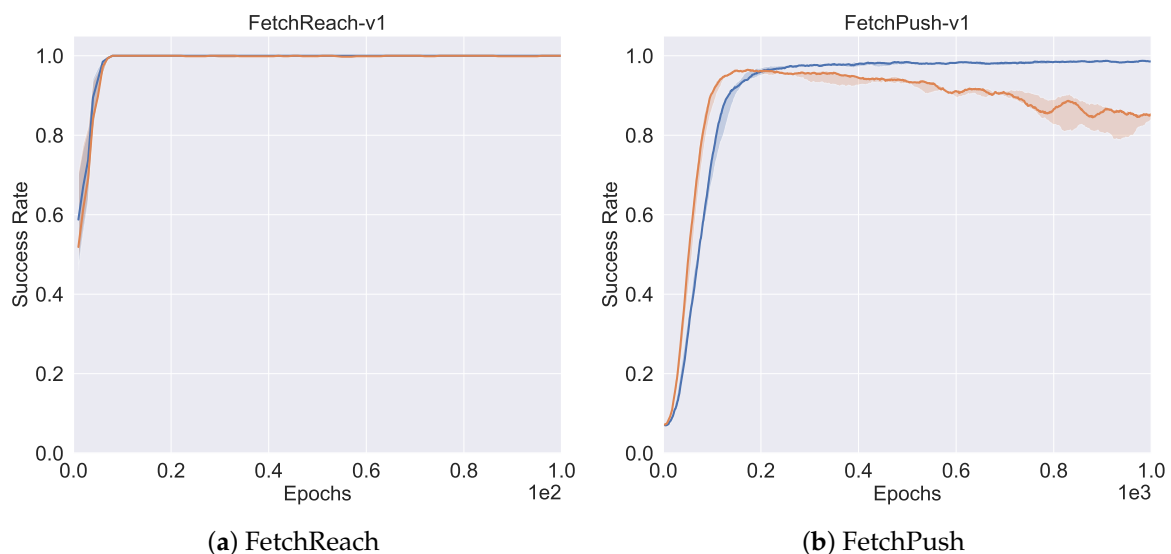 FetchReach-v1
Success Rate
1.0
0.8
0.6
0.4
0.2
0.0
0.0 0.2 0.4 0.6 0.8 1.0
1e2
Epochs
(a) FetchReach
FetchPush-v1
Success Rate
1.0
0.8
0.6
0.4
0.2
0.0
0.0 0.2 0.4 0.6 0.8 1.0
1e3
Epochs
(b) FetchPush